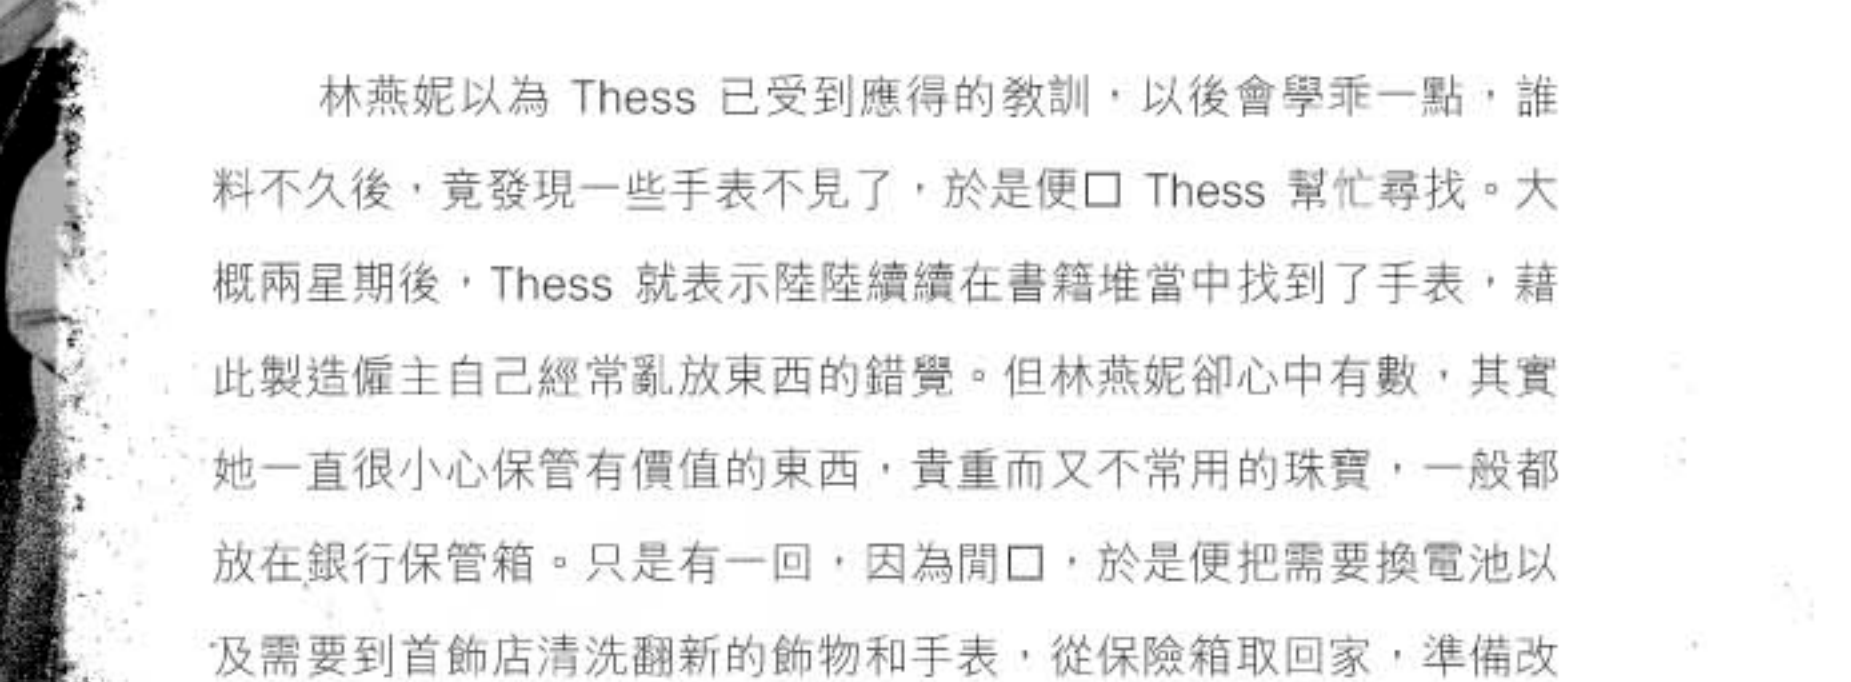 林燕妮以為 Thess 已受到應得的教訓，以後會學乖一點，誰
料不久後，竟發現一些手表不見了，於是便囗 Thess 幫忙尋找。大
概兩星期後，Thess 就表示陸陸續續在書籍堆當中找到了手表，藉
此製造僱主自己經常亂放東西的錯覺。但林燕妮卻心中有數，其實
她一直很小心保管有價值的東西，貴重而又不常用的珠寶，一般都
放在銀行保管箱。只是有一回，因為閒囗，於是便把需要換電池以
及需要到首飾店清洗翻新的飾物和手表，從保險箱取回家，準備改